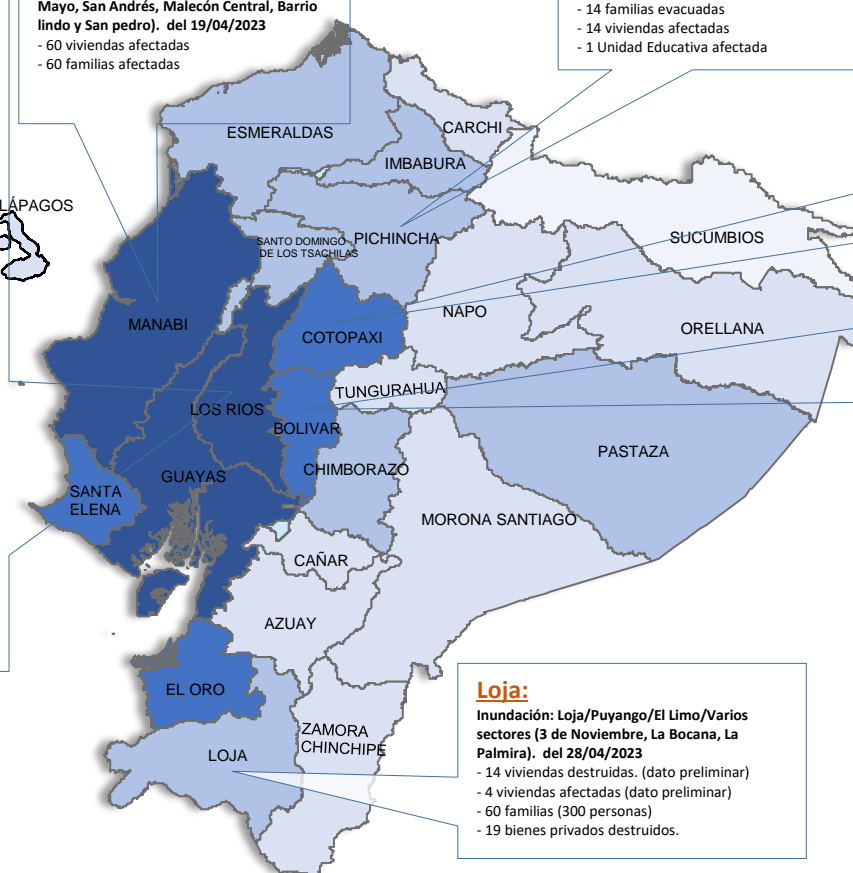 Mayo, San Andrés, Malecón Central, Barrio
lindo y San pedro). del 19/04/2023
- 60 viviendas afectadas
- 60 familias afectadas
- 14 familias evacuadas
- 14 viviendas afectadas
- 1 Unidad Educativa afectada
ESMERALDAS
CARCHI
IMBABURA
LÁPAGOS
SANTO DOMINGO
DE LOS TSACHILAS
PICHINCHA
SUCUMBIOS
MANABI
COTOPAXI
NAPO
ORELLANA
TUNGURAHUA
LOS RIOS
BOLIVAR
CHIMBORAZO
PASTAZA
GUAYAS
SANTA
ELENA
MORONA SANTIAGO
CAÑAR
AZUAY
EL ORO
ZAMORA
CHINCHIPE
LOJA
Loja:
Inundación: Loja/Puyango/El Limo/Varios
sectores (3 de Noviembre, La Bocana, La
Palmira). del 28/04/2023
- 14 viviendas destruidas. (dato preliminar)
- 4 viviendas afectadas (dato preliminar)
- 60 familias (300 personas)
- 19 bienes privados destruidos.